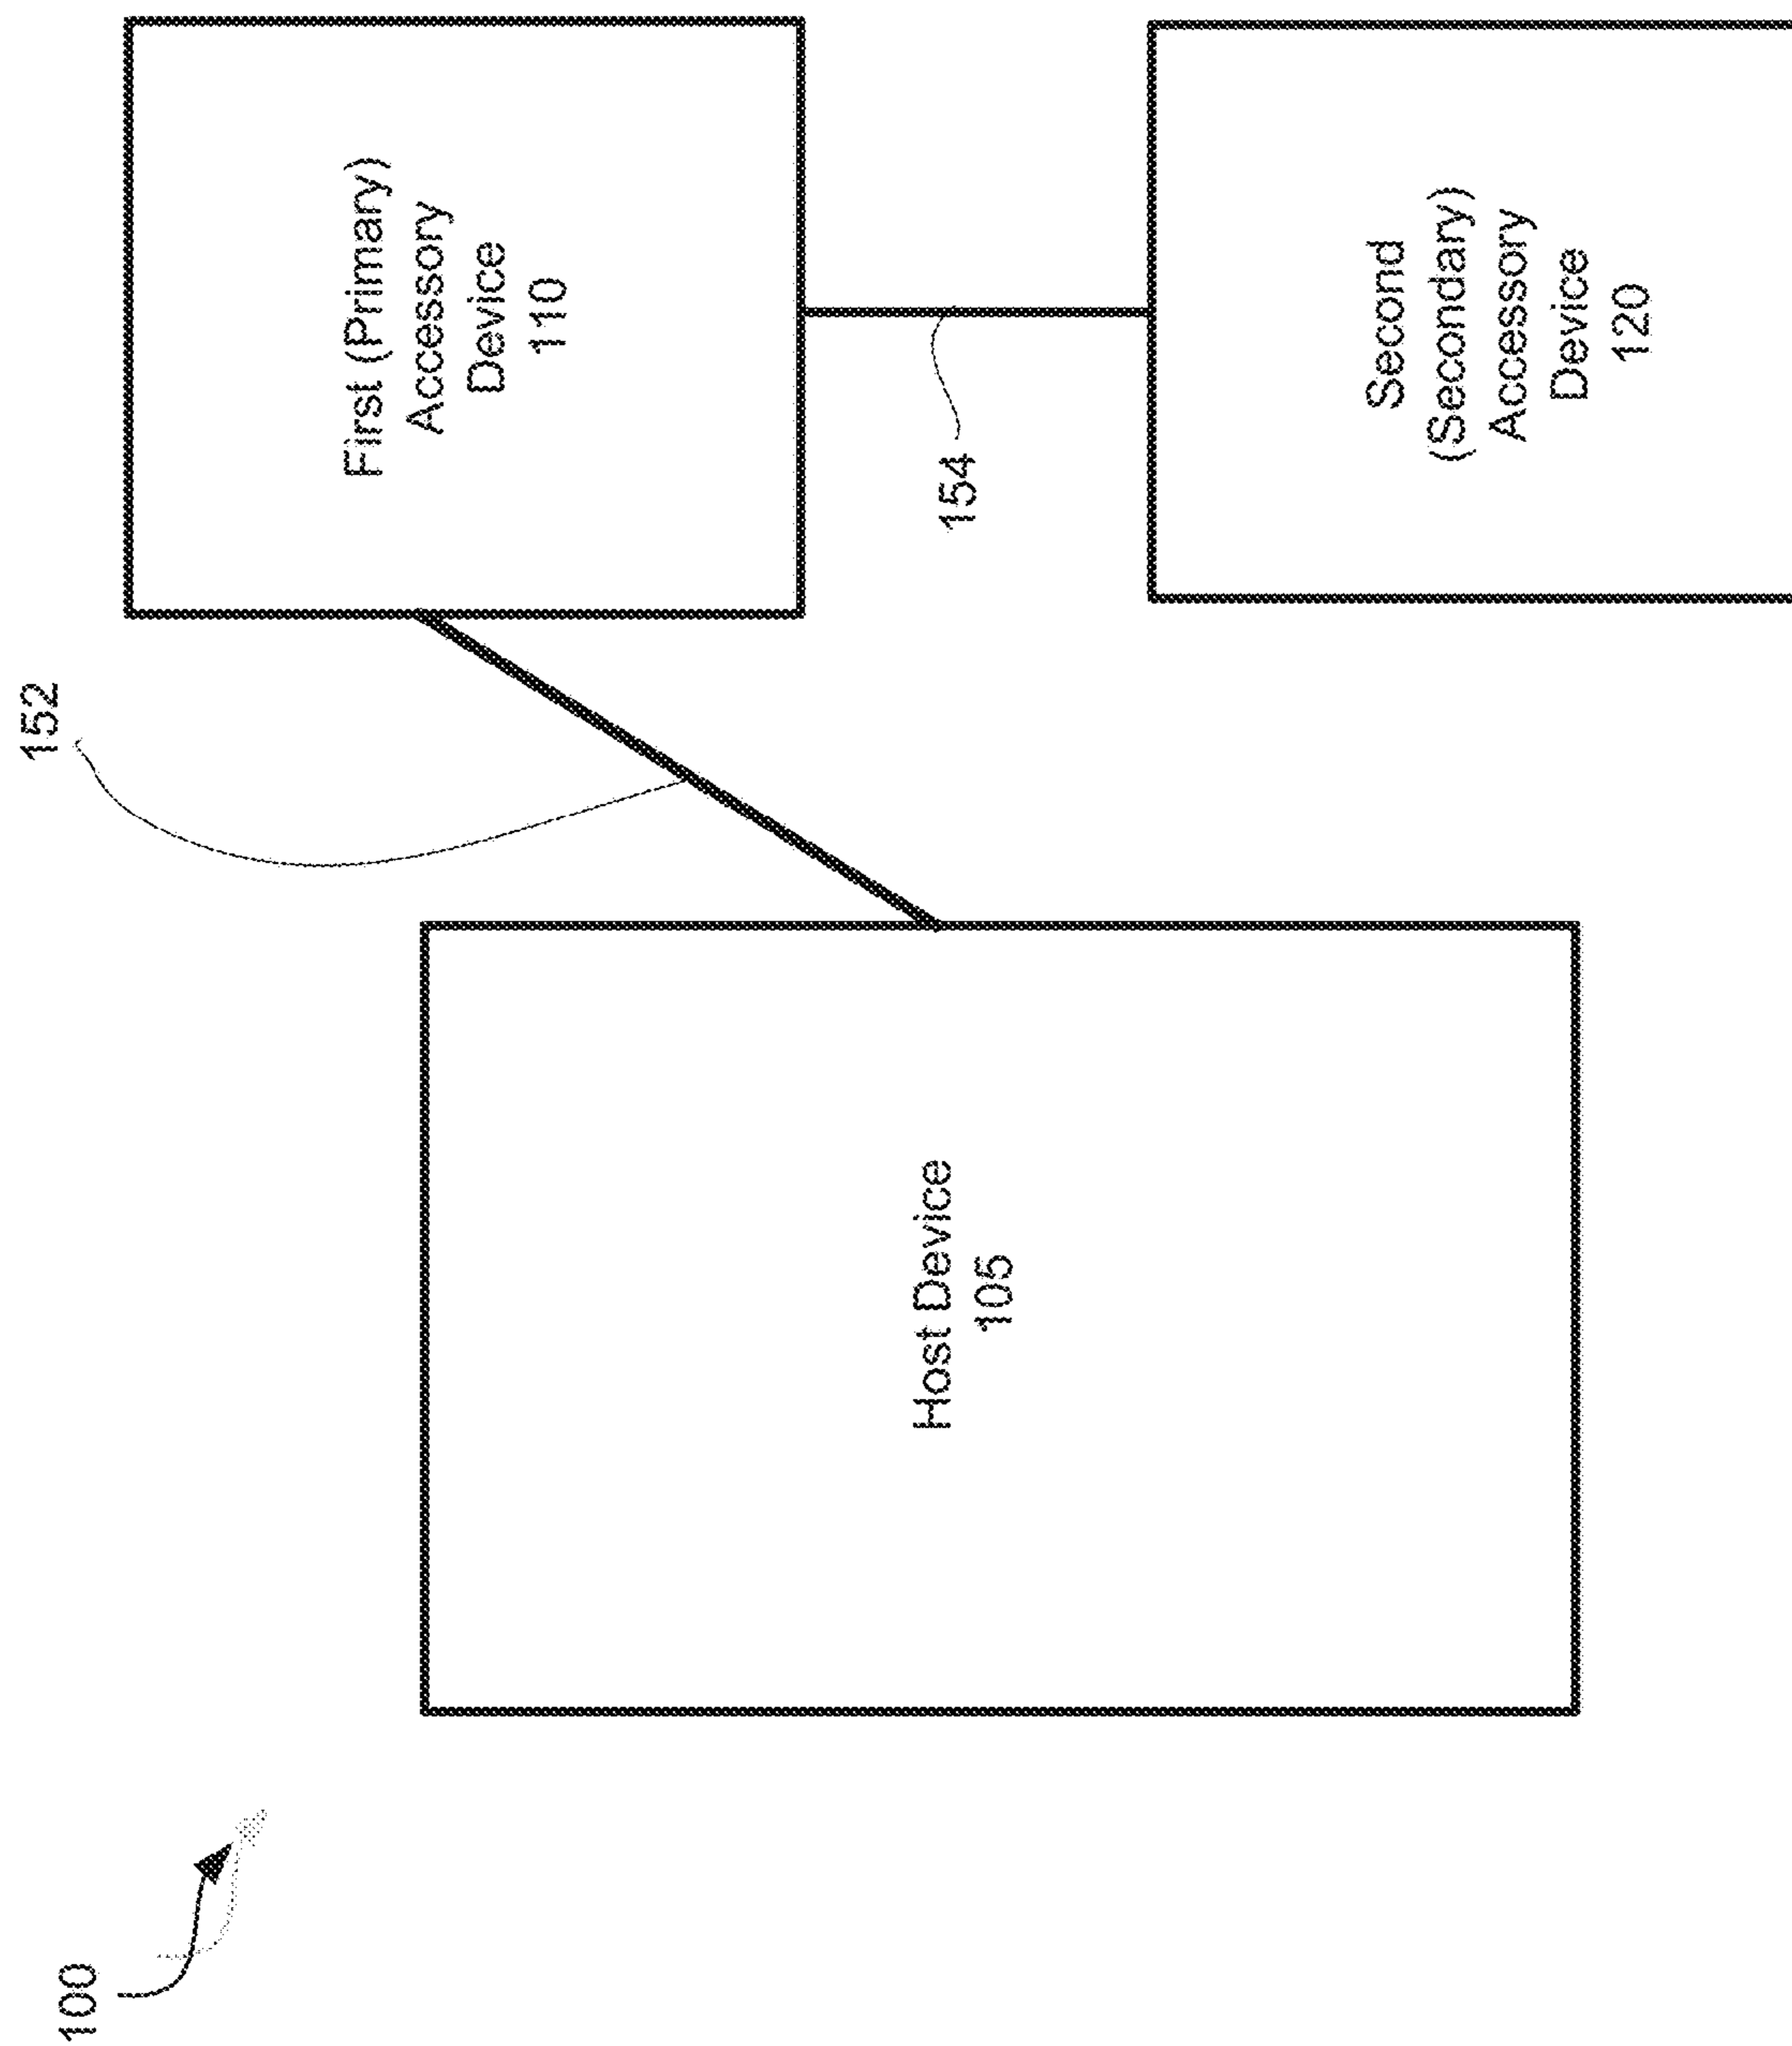 100
152
First (Primary)
Accessory
Device
110
154
Host Device
105
Second
(Secondary)
Accessory
Device
120